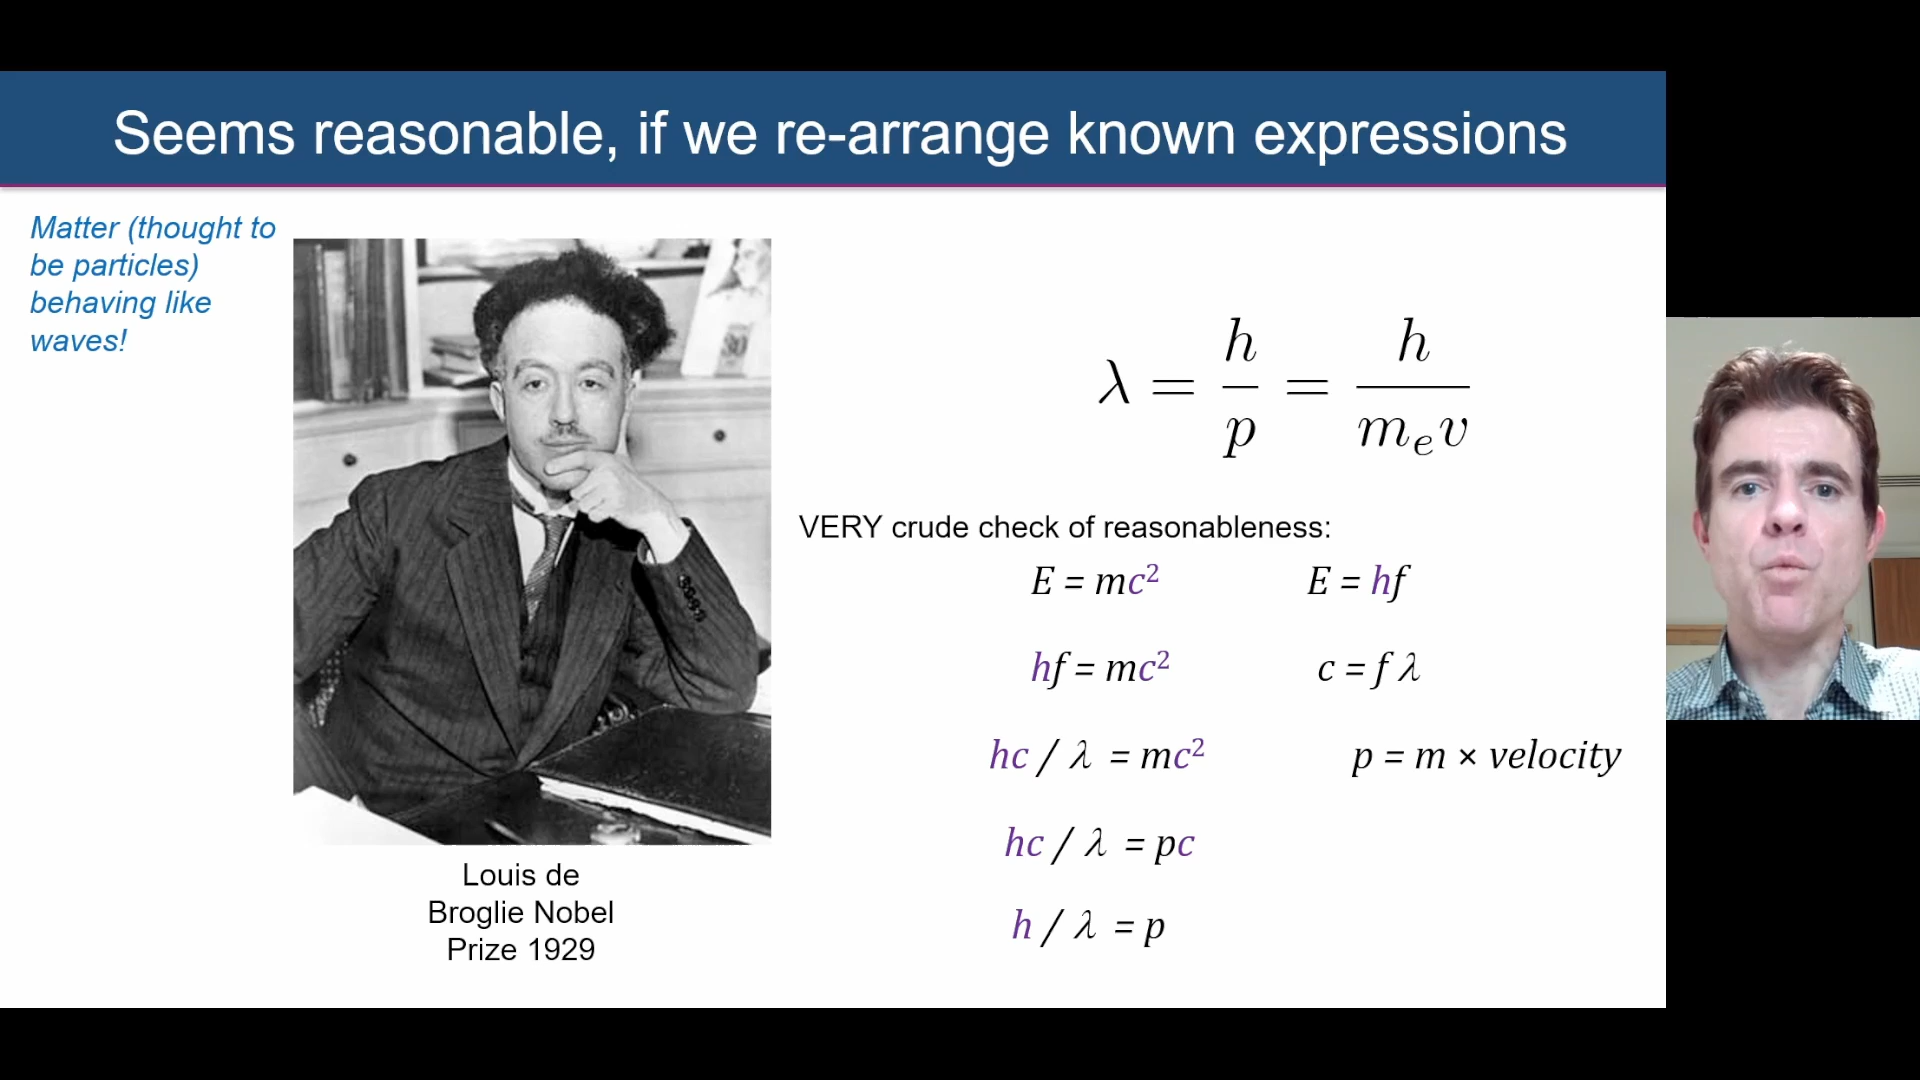 Seems reasonable, if we re-arrange known expressions
Matter (thought to
be particles)
behaving like
waves!
λ = h/p = h/(mₑv)
VERY crude check of reasonableness:
E = mc² E = hf
hf = mc² c = f λ
hc / λ = mc² p = m × velocity
hc / λ = pc
h / λ = p
Louis de
Broglie Nobel
Prize 1929